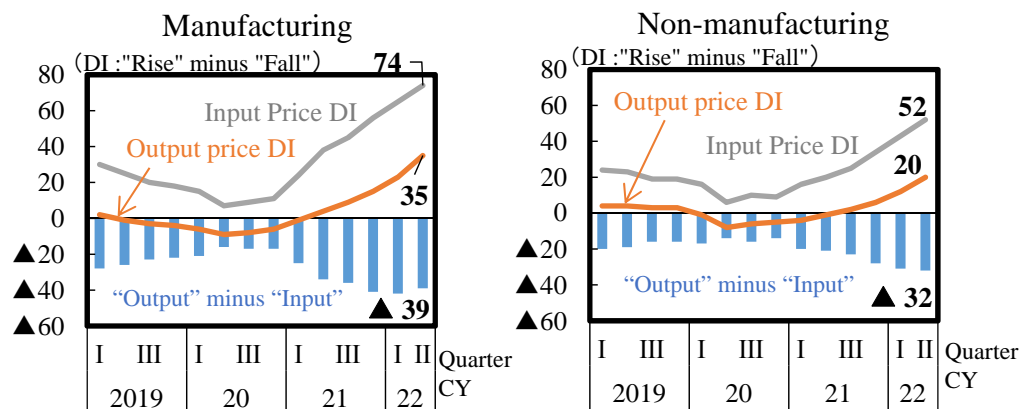 Manufacturing
（DI :"Rise" minus "Fall"）
80
60
40
20
0
▲ 20
▲ 40
▲ 60
74
Input Price DI
Output price DI
35
“Output” minus “Input”
▲ 39
I III I III I III I II Quarter
2019 20 21 22 CY
Non-manufacturing
(DI :"Rise" minus "Fall"）
80
60
40
20
0
▲ 20
▲ 40
▲ 60
Output price DI
52
Input Price DI
20
“Output” minus “Input”
▲ 32
I III I III I III I II Quarter
2019 20 21 22 CY